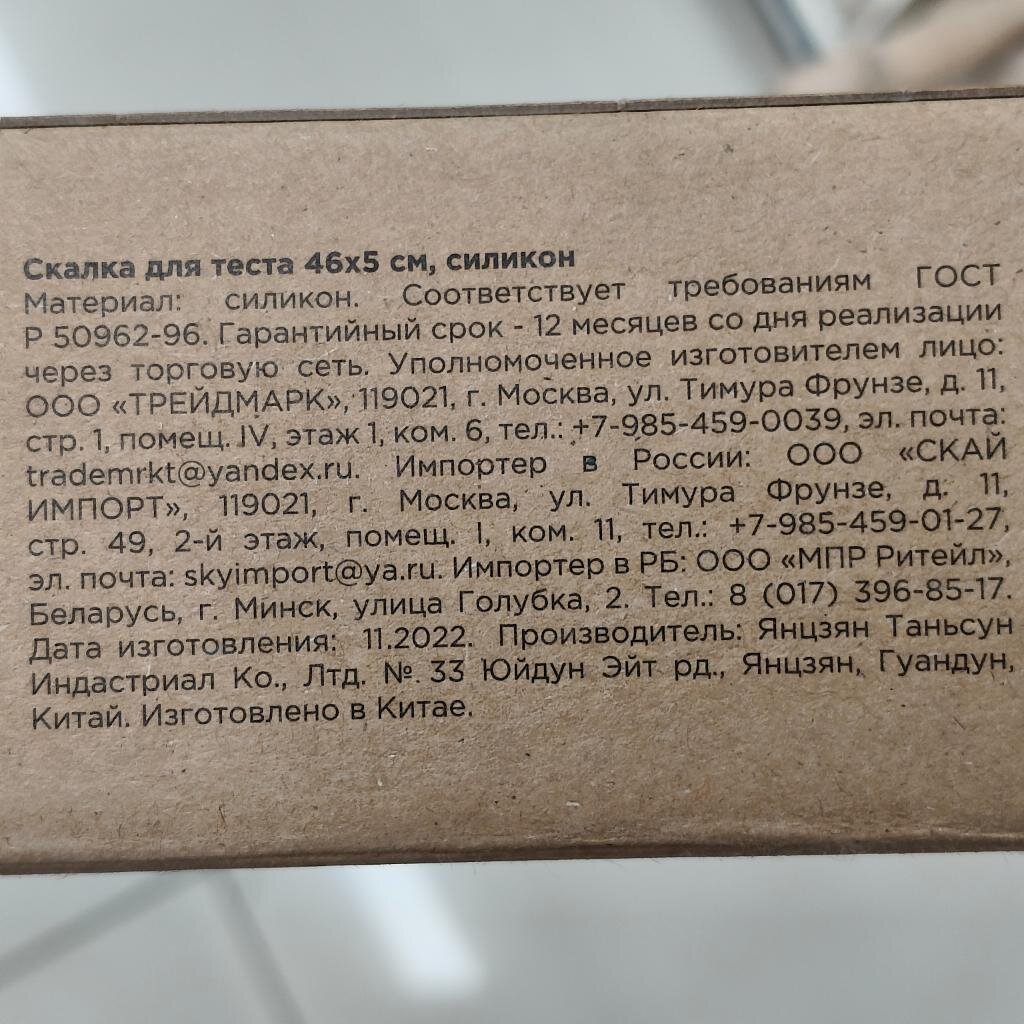 Скалка для теста 46х5 см, силикон
Материал: силикон. Соответствует требованиям ГОСТ
Р 50962-96. Гарантийный срок - 12 месяцев со дня реализации
через торговую сеть. Уполномоченное изготовителем лицо:
ООО «ТРЕЙДМАРК», 119021, г. Москва, ул. Тимура Фрунзе, д. 11,
стр. 1, помещ. IV, этаж 1, ком. 6, тел.: +7-985-459-0039, эл. почта:
trademrkt@yandex.ru. Импортер в России: ООО «СКАЙ
ИМПОРТ», 119021, г. Москва, ул. Тимура Фрунзе, д. 11,
стр. 49, 2-й этаж, помещ. I, ком. 11, тел.: +7-985-459-01-27,
эл. почта: skyimport@ya.ru. Импортер в РБ: ООО «МПР Ритейл»,
Беларусь, г. Минск, улица Голубка, 2. Тел.: 8 (017) 396-85-17.
Дата изготовления: 11.2022. Производитель: Янцзян Таньсун
Индастриал Ко., Лтд. №. 33 Юйдун Эйт рд., Янцзян, Гуандун,
Китай. Изготовлено в Китае.